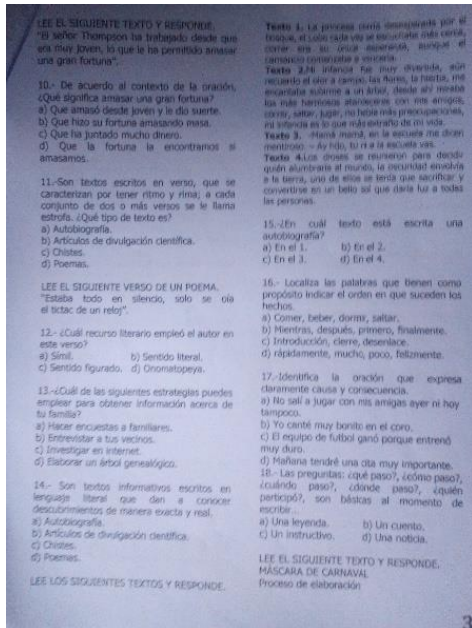 LEE EL SIGUIENTE TEXTO Y RESPONDE.
"El señor Thompson ha trabajado desde que
era muy joven, lo que le ha permitido amasar
una gran fortuna".
10.- De acuerdo al contexto de la oración,
¿Qué significa amasar una gran fortuna?
a) Que amasó desde joven y le dio suerte.
b) Que hizo su fortuna amasando masa.
c) Que ha juntado mucho dinero.
d) Que la fortuna la encontramos si
amasamos.
11.-Son textos escritos en verso, que se
caracterizan por tener ritmo y rima; a cada
conjunto de dos o más versos se le llama
estrofa. ¿Qué tipo de texto es?
a) Autobiografía.
b) Artículos de divulgación científica.
c) Chistes.
d) Poemas.
LEE EL SIGUIENTE VERSO DE UN POEMA.
"Estaba todo en silencio, solo se oía
el tictac de un reloj".
12.- ¿Cuál recurso literario empleó el autor en
este verso?
a) Símil. b) Sentido literal.
c) Sentido figurado. d) Onomatopeya.
13.-¿Cuál de las siguientes estrategias puedes
emplear para obtener información acerca de
tu familia?
a) Hacer encuestas a familiares.
b) Entrevistar a tus vecinos.
c) Investigar en internet.
d) Elaborar un árbol genealógico.
14.- Son textos informativos escritos en
lenguaje literal que dan a conocer
descubrimientos de manera exacta y real.
a) Autobiografía.
b) Artículos de divulgación científica.
c) Chistes.
d) Poemas.
LEE LOS SIGUIENTES TEXTOS Y RESPONDE.
Texto 1. La princesa corría desesperada por el
bosque, el cada vez se escuchaba más cerca,
correr era su única esperanza, aunque el
cansancio comenzaba a
Texto 2. Mi infancia fue muy divertida, aún
recuerdo el olor a campo, las flores, la huerta, me
encantaba subirme a un árbol, desde ahí miraba
los más hermosos atardeceres con mis amigos,
correr, saltar, jugar, no había más preocupaciones,
mi infancia es lo que más extraño de mi vida.
Texto 3. -Mamá mamá, en la escuela me dicen
mentiroso. - Ay hijo, tú ni a la escuela vas.
Texto 4.Los dioses se reunieron para decidir
quién alumbraría el mundo, la oscuridad envolvía
a la tierra, uno de ellos se tenía que sacrificar y
convertirse en un bello sol que daría luz a todas
las personas.
15.-¿En cuál texto está escrita una
autobiografía?
a) En el 1. b) En el 2.
c) En el 3. d) En el 4.
16.- Localiza las palabras que tienen como
propósito indicar el orden en que suceden los
hechos.
a) Comer, beber, dormir, saltar.
b) Mientras, después, primero, finalmente.
c) Introducción, cierre, desenlace.
d) rápidamente, mucho, poco, felizmente.
17.-Identifica la oración que expresa
claramente causa y consecuencia.
a) No salí a jugar con mis amigas ayer ni hoy
tampoco.
b) Yo canté muy bonito en el coro.
c) El equipo de futbol ganó porque entrenó
muy duro.
d) Mañana tendré una cita muy importante.
18.- Las preguntas: ¿qué paso?, ¿cómo paso?,
¿cuándo paso?, ¿dónde paso?, ¿quién
participó?, son básicas al momento de
escribir...
a) Una leyenda. b) Un cuento.
c) Un instructivo. d) Una noticia.
LEE EL SIGUIENTE TEXTO Y RESPONDE.
MÁSCARA DE CARNAVAL
Proceso de elaboración
3